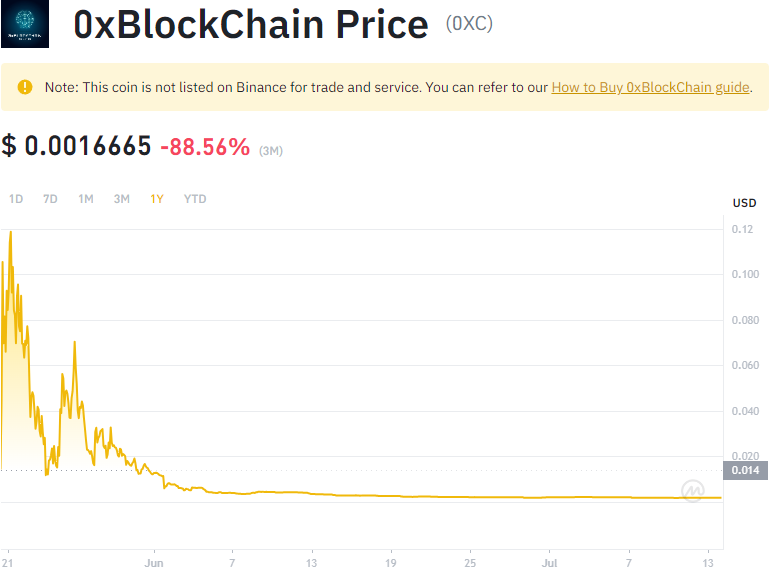 0xBlockChain Price (0XC)
Note: This coin is not listed on Binance for trade and service. You can refer to our How to Buy 0xBlockChain guide.
$ 0.0016665 -88.56% (3M)
1D 7D 1M 3M 1Y YTD
USD
0.12
0.100
0.080
0.060
0.040
0.020
0.014
21 Jun 7 13 19 25 Jul 7 13